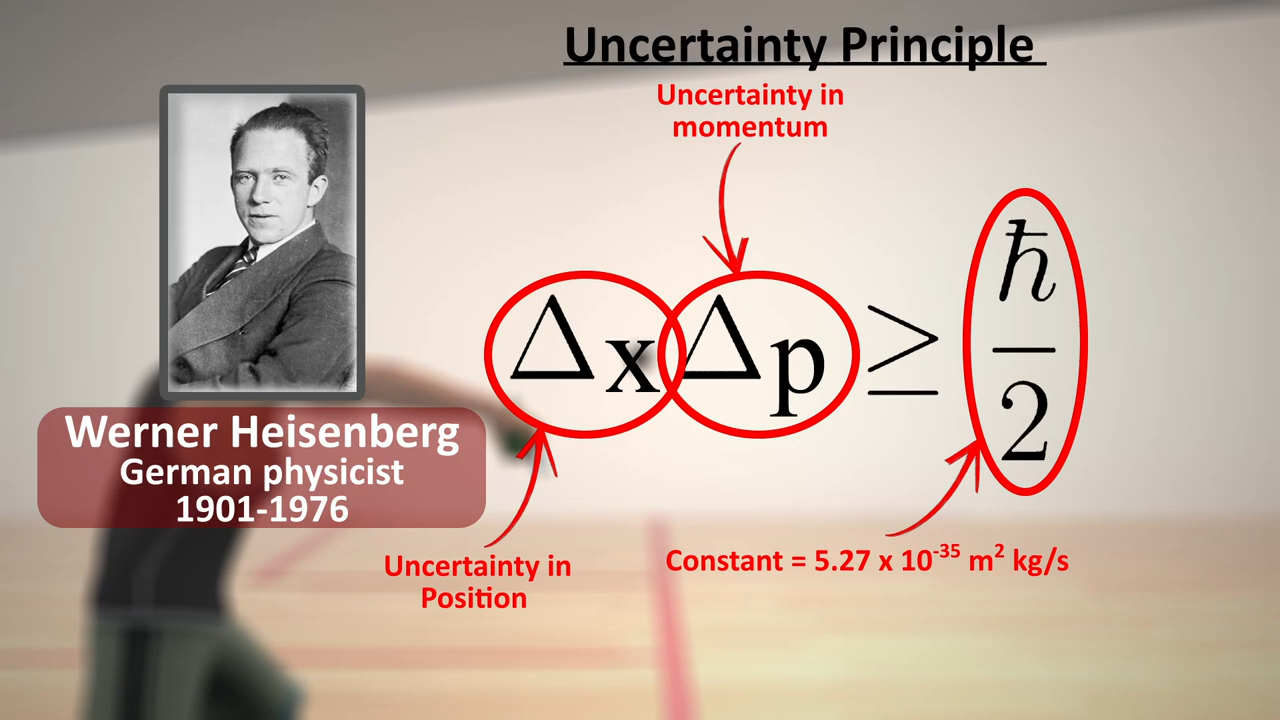 Uncertainty Principle
Uncertainty in
momentum
Δx Δp ≥ ħ/2
Werner Heisenberg
German physicist
1901-1976
Uncertainty in
Position
Constant = 5.27 x 10⁻³⁵ m² kg/s